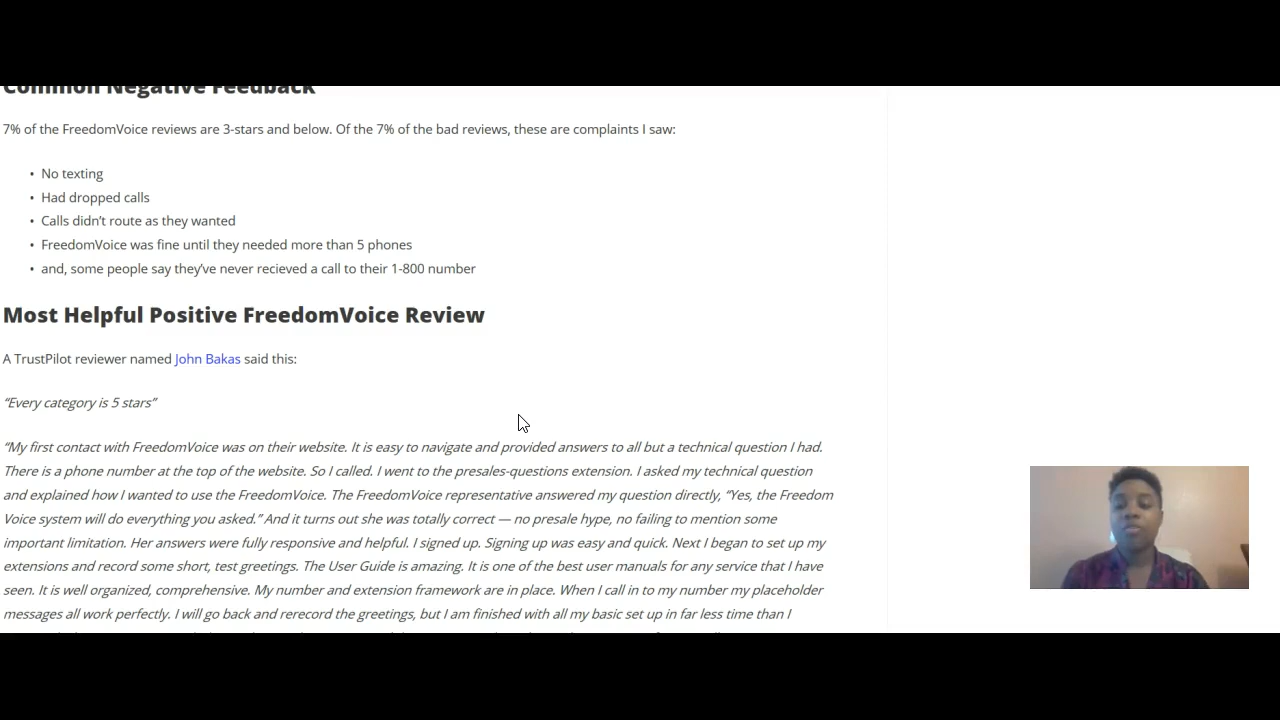 Common Negative Feedback
7% of the FreedomVoice reviews are 3-stars and below. Of the 7% of the bad reviews, these are complaints I saw:
• No texting
• Had dropped calls
• Calls didn’t route as they wanted
• FreedomVoice was fine until they needed more than 5 phones
• and, some people say they’ve never recieved a call to their 1-800 number
Most Helpful Positive FreedomVoice Review
A TrustPilot reviewer named John Bakas said this:
“Every category is 5 stars”
“My first contact with FreedomVoice was on their website. It is easy to navigate and provided answers to all but a technical question I had.
There is a phone number at the top of the website. So I called. I went to the presales-questions extension. I asked my technical question
and explained how I wanted to use the FreedomVoice. The FreedomVoice representative answered my question directly, “Yes, the Freedom
Voice system will do everything you asked.” And it turns out she was totally correct — no presale hype, no failing to mention some
important limitation. Her answers were fully responsive and helpful. I signed up. Signing up was easy and quick. Next I began to set up my
extensions and record some short, test greetings. The User Guide is amazing. It is one of the best user manuals for any service that I have
seen. It is well organized, comprehensive. My number and extension framework are in place. When I call in to my number my placeholder
messages all work perfectly. I will go back and rerecord the greetings, but I am finished with all my basic set up in far less time than I